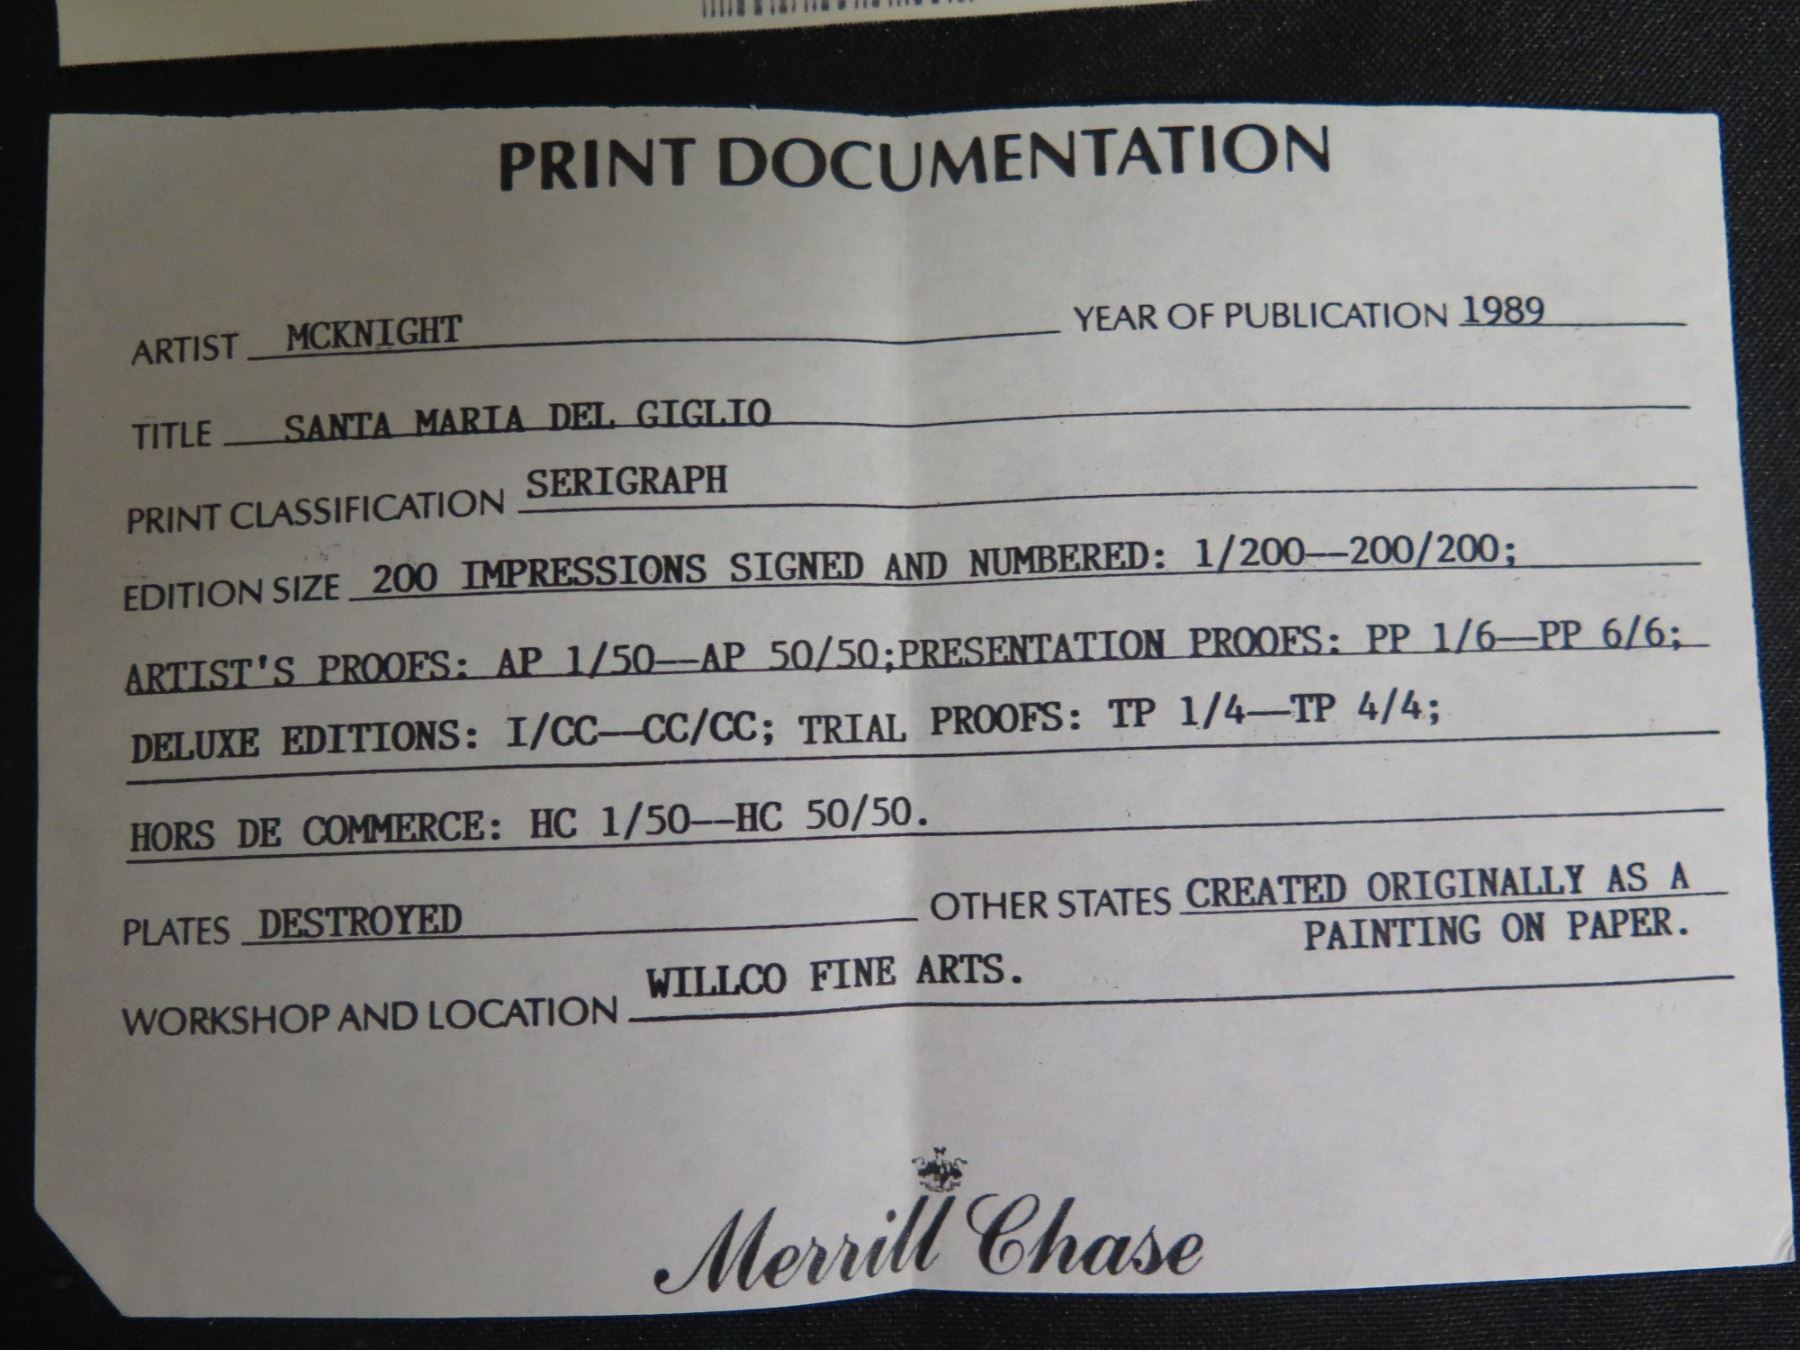 PRINT DOCUMENTATION
ARTIST MCKNIGHT YEAR OF PUBLICATION 1989
TITLE SANTA MARIA DEL GIGLIO
PRINT CLASSIFICATION SERIGRAPH
EDITION SIZE 200 IMPRESSIONS SIGNED AND NUMBERED: 1/200—200/200;
ARTIST'S PROOFS: AP 1/50—AP 50/50;PRESENTATION PROOFS: PP 1/6—PP 6/6;
DELUXE EDITIONS: I/CC—CC/CC; TRIAL PROOFS: TP 1/4—TP 4/4;
HORS DE COMMERCE: HC 1/50—HC 50/50.
PLATES DESTROYED OTHER STATES CREATED ORIGINALLY AS A
PAINTING ON PAPER.
WORKSHOP AND LOCATION WILLCO FINE ARTS.
Merrill Chase